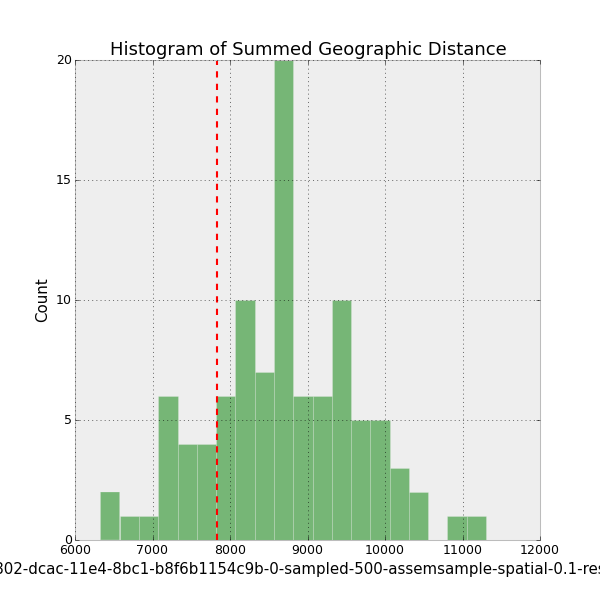 Histogram of Summed Geographic Distance
20
15
10
5
0
Count
6000 7000 8000 9000 10000 11000 12000
802-dcac-11e4-8bc1-b8f6b1154c9b-0-sampled-500-assemsample-spatial-0.1-res